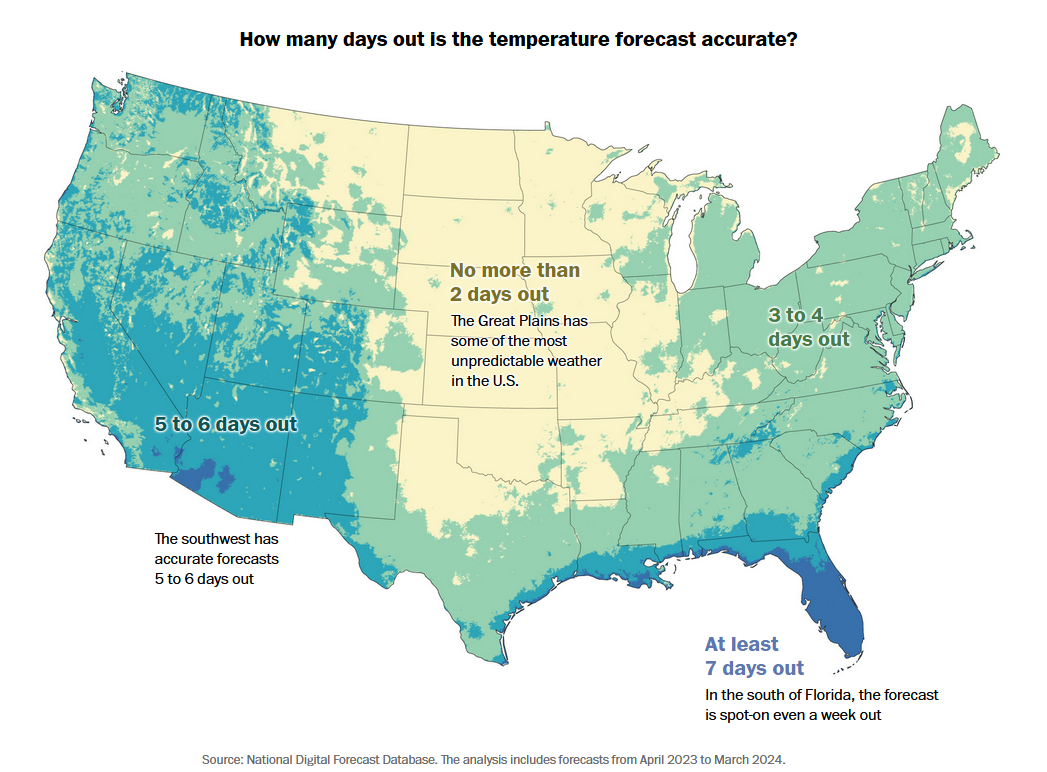 How many days out is the temperature forecast accurate?
No more than
2 days out
The Great Plains has
some of the most
unpredictable weather
in the U.S.
3 to 4
days out
5 to 6 days out
The southwest has
accurate forecasts
5 to 6 days out
At least
7 days out
In the south of Florida, the forecast
is spot-on even a week out
Source: National Digital Forecast Database. The analysis includes forecasts from April 2023 to March 2024.